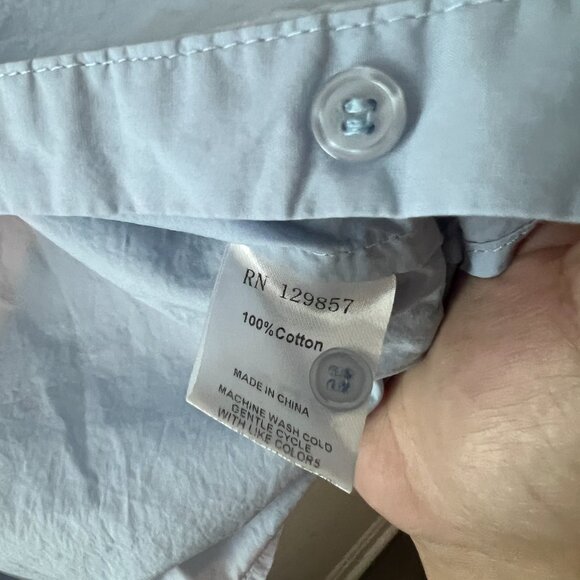 RN 129857
100%Cotton
MADE IN CHINA
MACHINE WASH COLD
GENTLE CYCLE
WITH LIKE COLORS